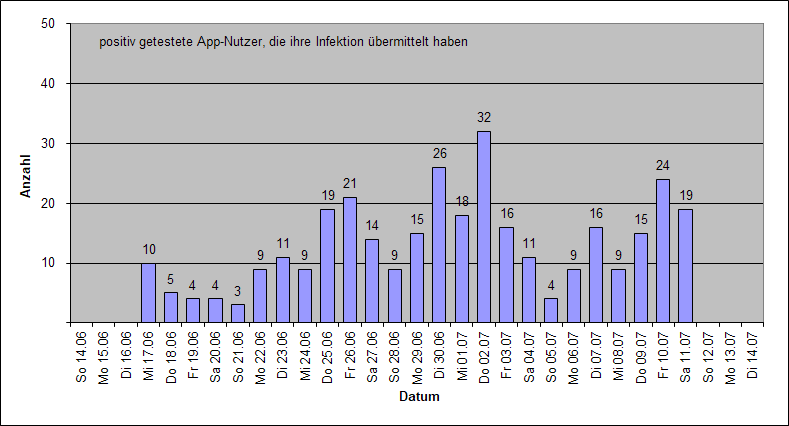 positiv getestete App-Nutzer, die ihre Infektion übermittelt haben
Anzahl
50
40
30
20
10
10
5
4
4
3
9
11
9
19
21
14
9
15
26
18
32
16
11
4
9
16
9
15
24
19
So 14.06
Mo 15.06
Di 16.06
Mi 17.06
Do 18.06
Fr 19.06
Sa 20.06
So 21.06
Mo 22.06
Di 23.06
Mi 24.06
Do 25.06
Fr 26.06
Sa 27.06
So 28.06
Mo 29.06
Di 30.06
Mi 01.07
Do 02.07
Fr 03.07
Sa 04.07
So 05.07
Mo 06.07
Di 07.07
Mi 08.07
Do 09.07
Fr 10.07
Sa 11.07
So 12.07
Mo 13.07
Di 14.07
Datum